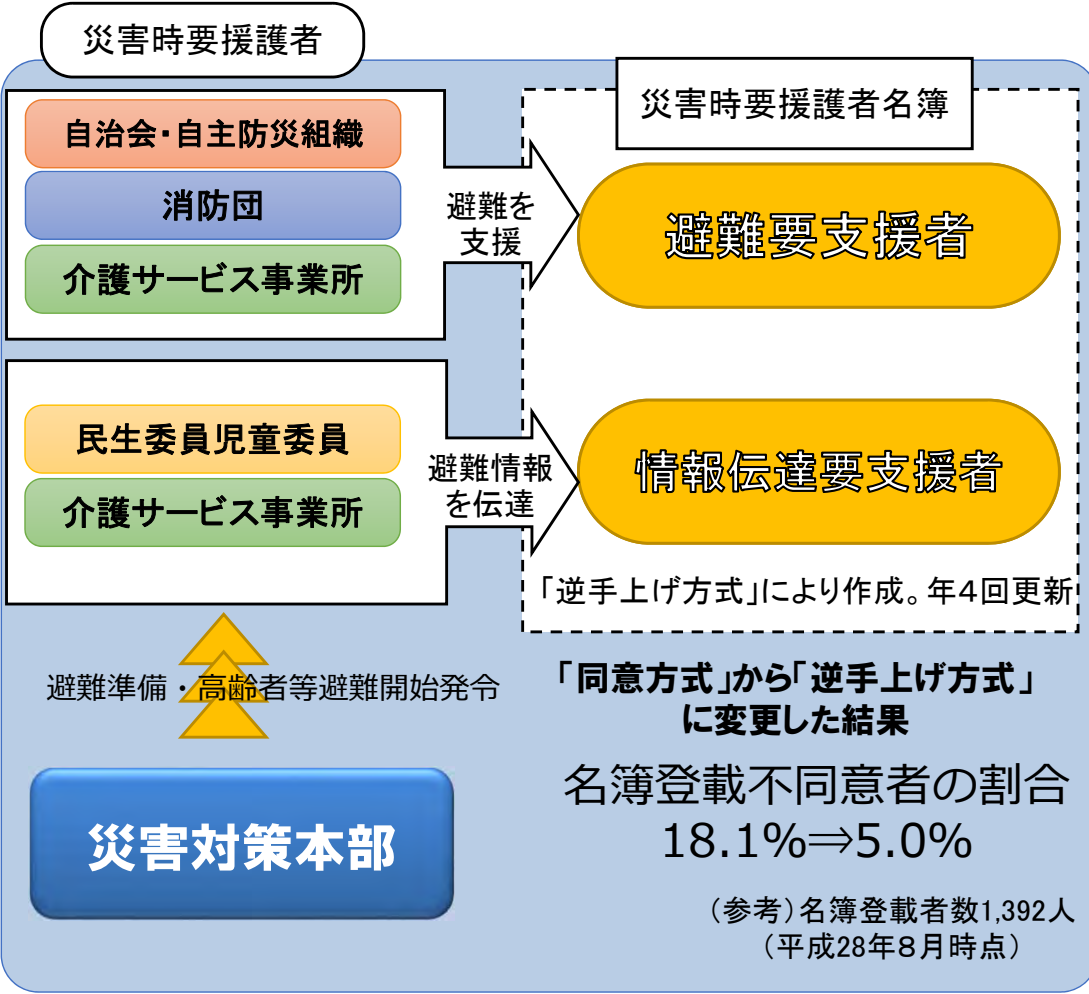 災害時要援護者
自治会・自主防災組織
消防団
介護サービス事業所
避難を
支援
災害時要援護者名簿
避難要支援者
民生委員児童委員
介護サービス事業所
避難情報
を伝達
情報伝達要支援者
「逆手上げ方式」により作成。年４回更新
避難準備・高齢者等避難開始発令
災害対策本部
「同意方式」から「逆手上げ方式」
に変更した結果
名簿登載不同意者の割合
18.1%⇒5.0%
（参考）名簿登載者数1,392人
（平成28年８月時点）